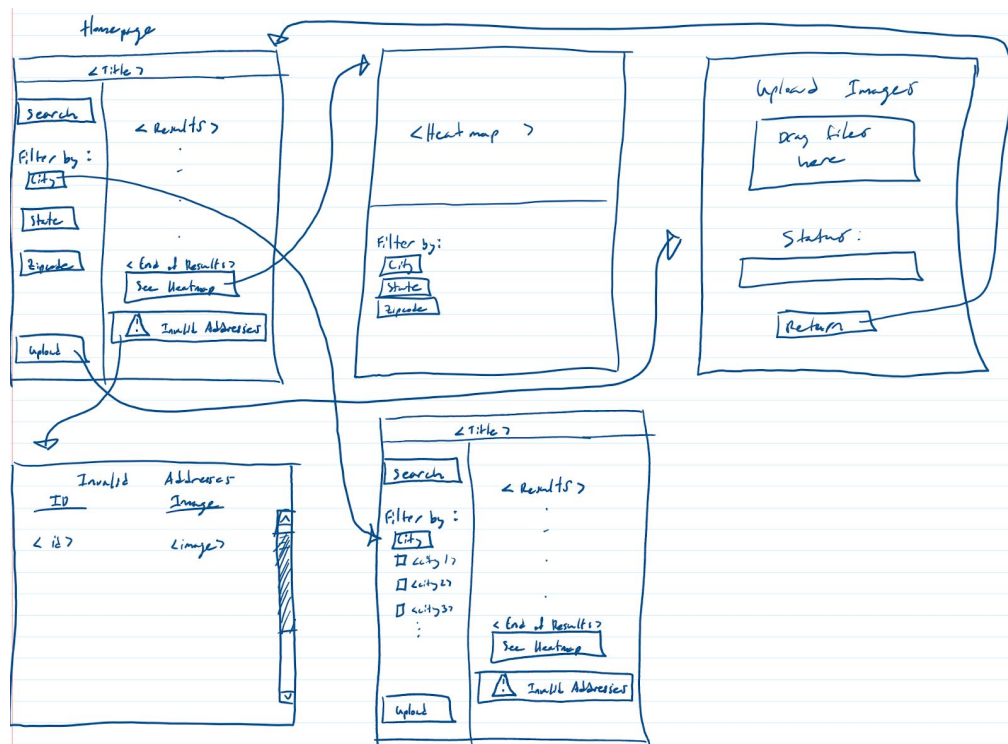 Homepage
<Title>
Search
Filter by:
City
State
Zipcode
Upload
<Results>
<End of Results>
See Heatmap
Invalid Addresses
<Heatmap >
Filter by:
City
State
Zipcode
Upload Images
Drag files
here
Status:
Return
Invalid Addresses
ID Image
<id> <image>
<Title>
Search
Filter by:
City
<city1>
<city2>
<city3>
Upload
<Results>
<End of Results>
See Heatmap
Invalid Addresses